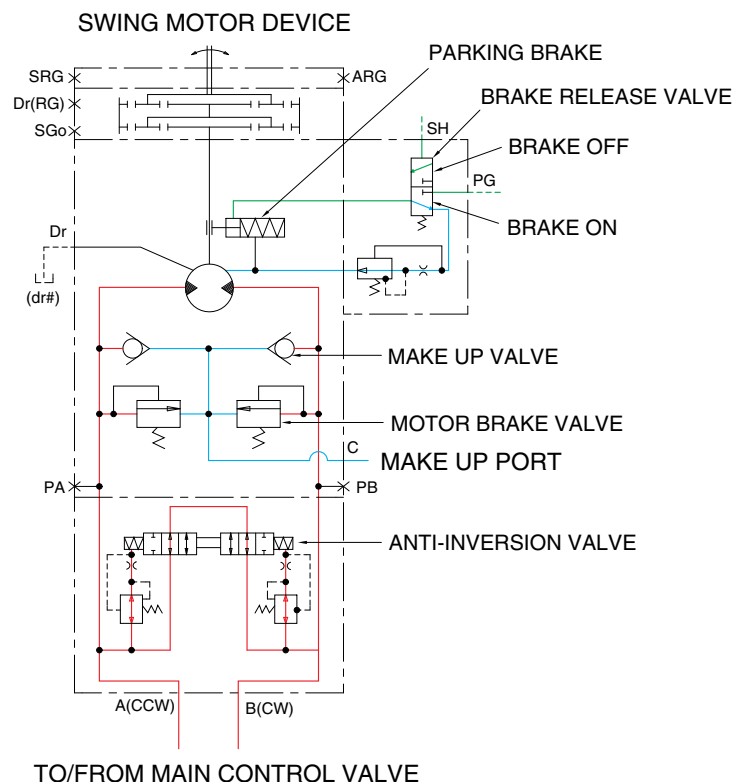 SWING MOTOR DEVICE
PARKING BRAKE
SRG
ARG
BRAKE RELEASE VALVE
Dr(RG)
SGo
SH
BRAKE OFF
PG
BRAKE ON
Dr
(dr#)
MAKE UP VALVE
MOTOR BRAKE VALVE
C
MAKE UP PORT
PA
PB
ANTI-INVERSION VALVE
A(CCW)
B(CW)
TO/FROM MAIN CONTROL VALVE